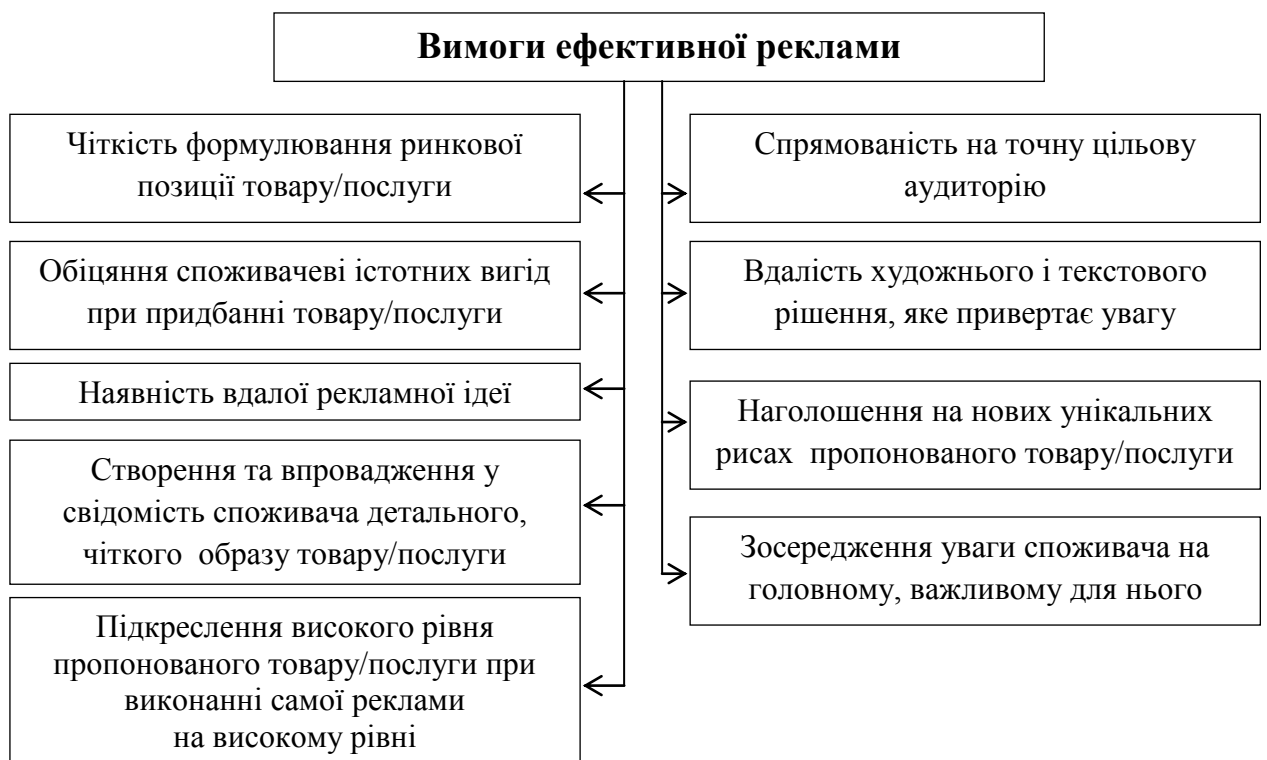 Вимоги ефективної реклами
Чіткість формулювання ринкової
позиції товару/послуги
Обіцяння споживачеві істотних вигід
при придбанні товару/послуги
Наявність вдалої рекламної ідеї
Створення та впровадження у
свідомість споживача детального,
чіткого образу товару/послуги
Підкреслення високого рівня
пропонованого товару/послуги при
виконанні самої реклами
на високому рівні
Спрямованість на точну цільову
аудиторію
Вдалість художнього і текстового
рішення, яке привертає увагу
Наголошення на нових унікальних
рисах пропонованого товару/послуги
Зосередження уваги споживача на
головному, важливому для нього